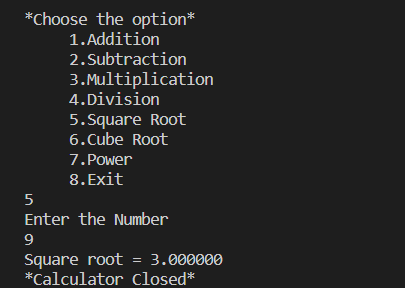 *Choose the option*
1.Addition
2.Subtraction
3.Multiplication
4.Division
5.Square Root
6.Cube Root
7.Power
8.Exit
5
Enter the Number
9
Square root = 3.000000
*Calculator Closed*